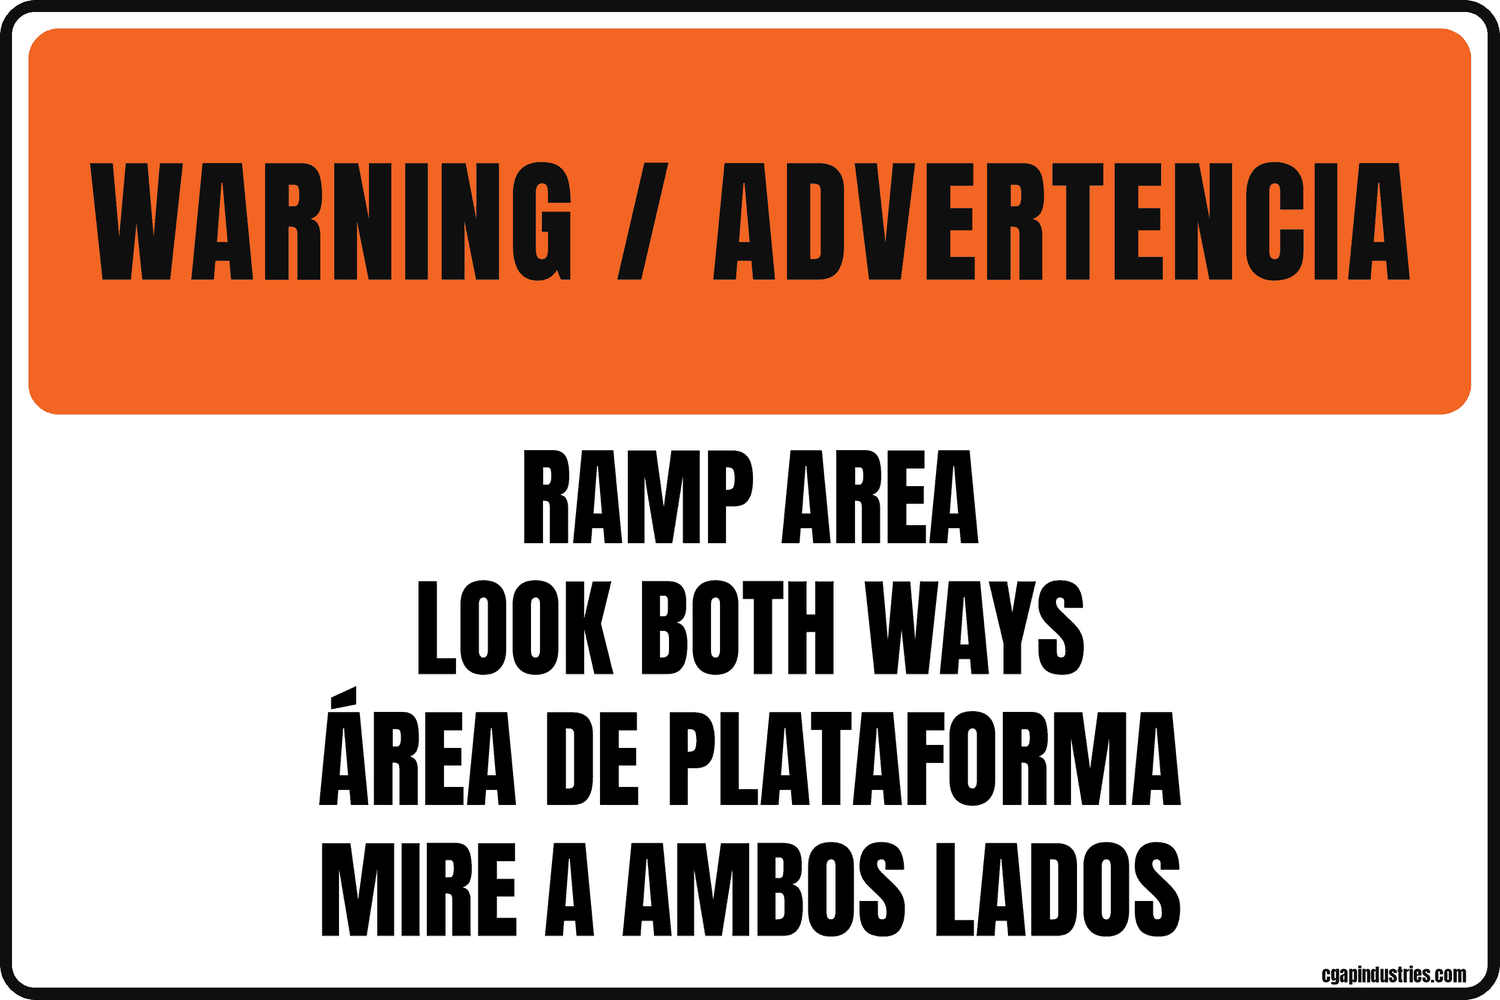 WARNING / ADVERTENCIA
RAMP AREA
LOOK BOTH WAYS
ÁREA DE PLATAFORMA
MIRE A AMBOS LADOS
cgapindustries.com